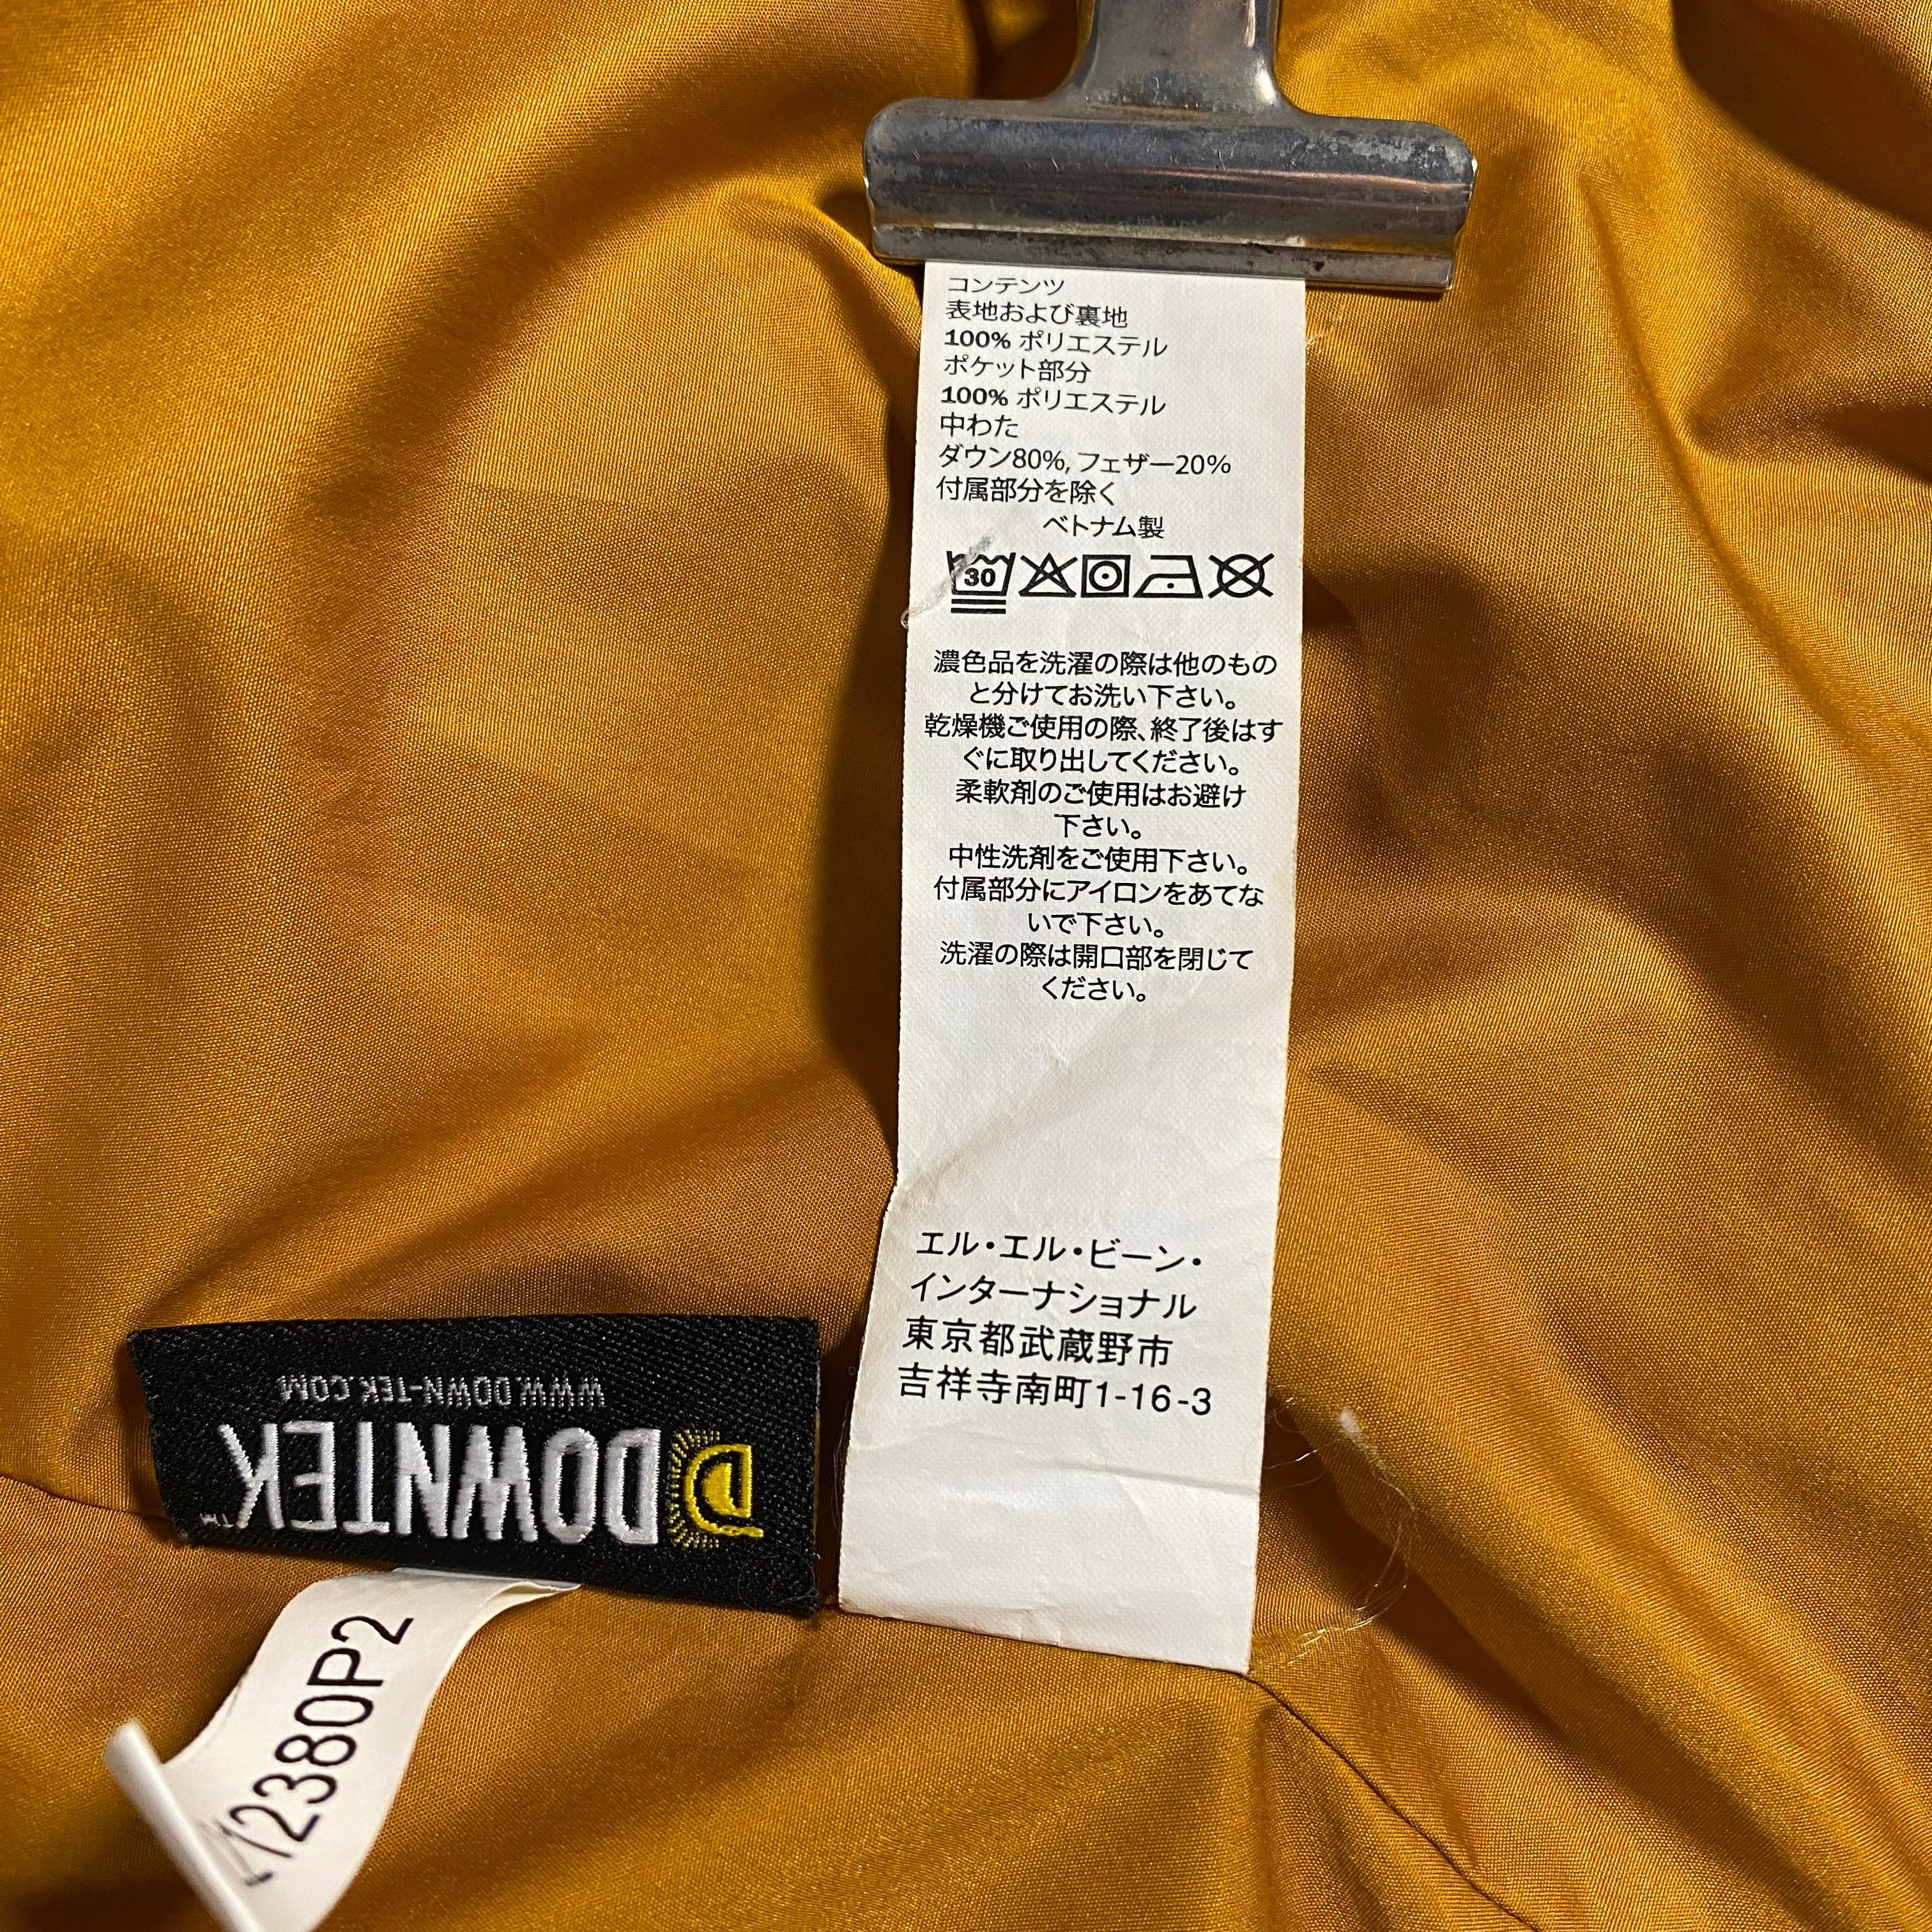 コンテンツ
表地および裏地
100% ポリエステル
ポケット部分
100% ポリエステル
中わた
ダウン80%, フェザー20%
付属部分を除く
ベトナム製
30
濃色品を洗濯の際は他のもの
と分けてお洗い下さい。
乾燥機ご使用の際、終了後はす
ぐに取り出してください。
柔軟剤のご使用はお避け
下さい。
中性洗剤をご使用下さい。
付属部分にアイロンをあてな
いで下さい。
洗濯の際は開口部を閉じて
ください。
エル・エル・ビーン・
インターナショナル
東京都武蔵野市
吉祥寺南町1-16-3
D DOWNTEK™
WWW.DOWN-TEK.COM